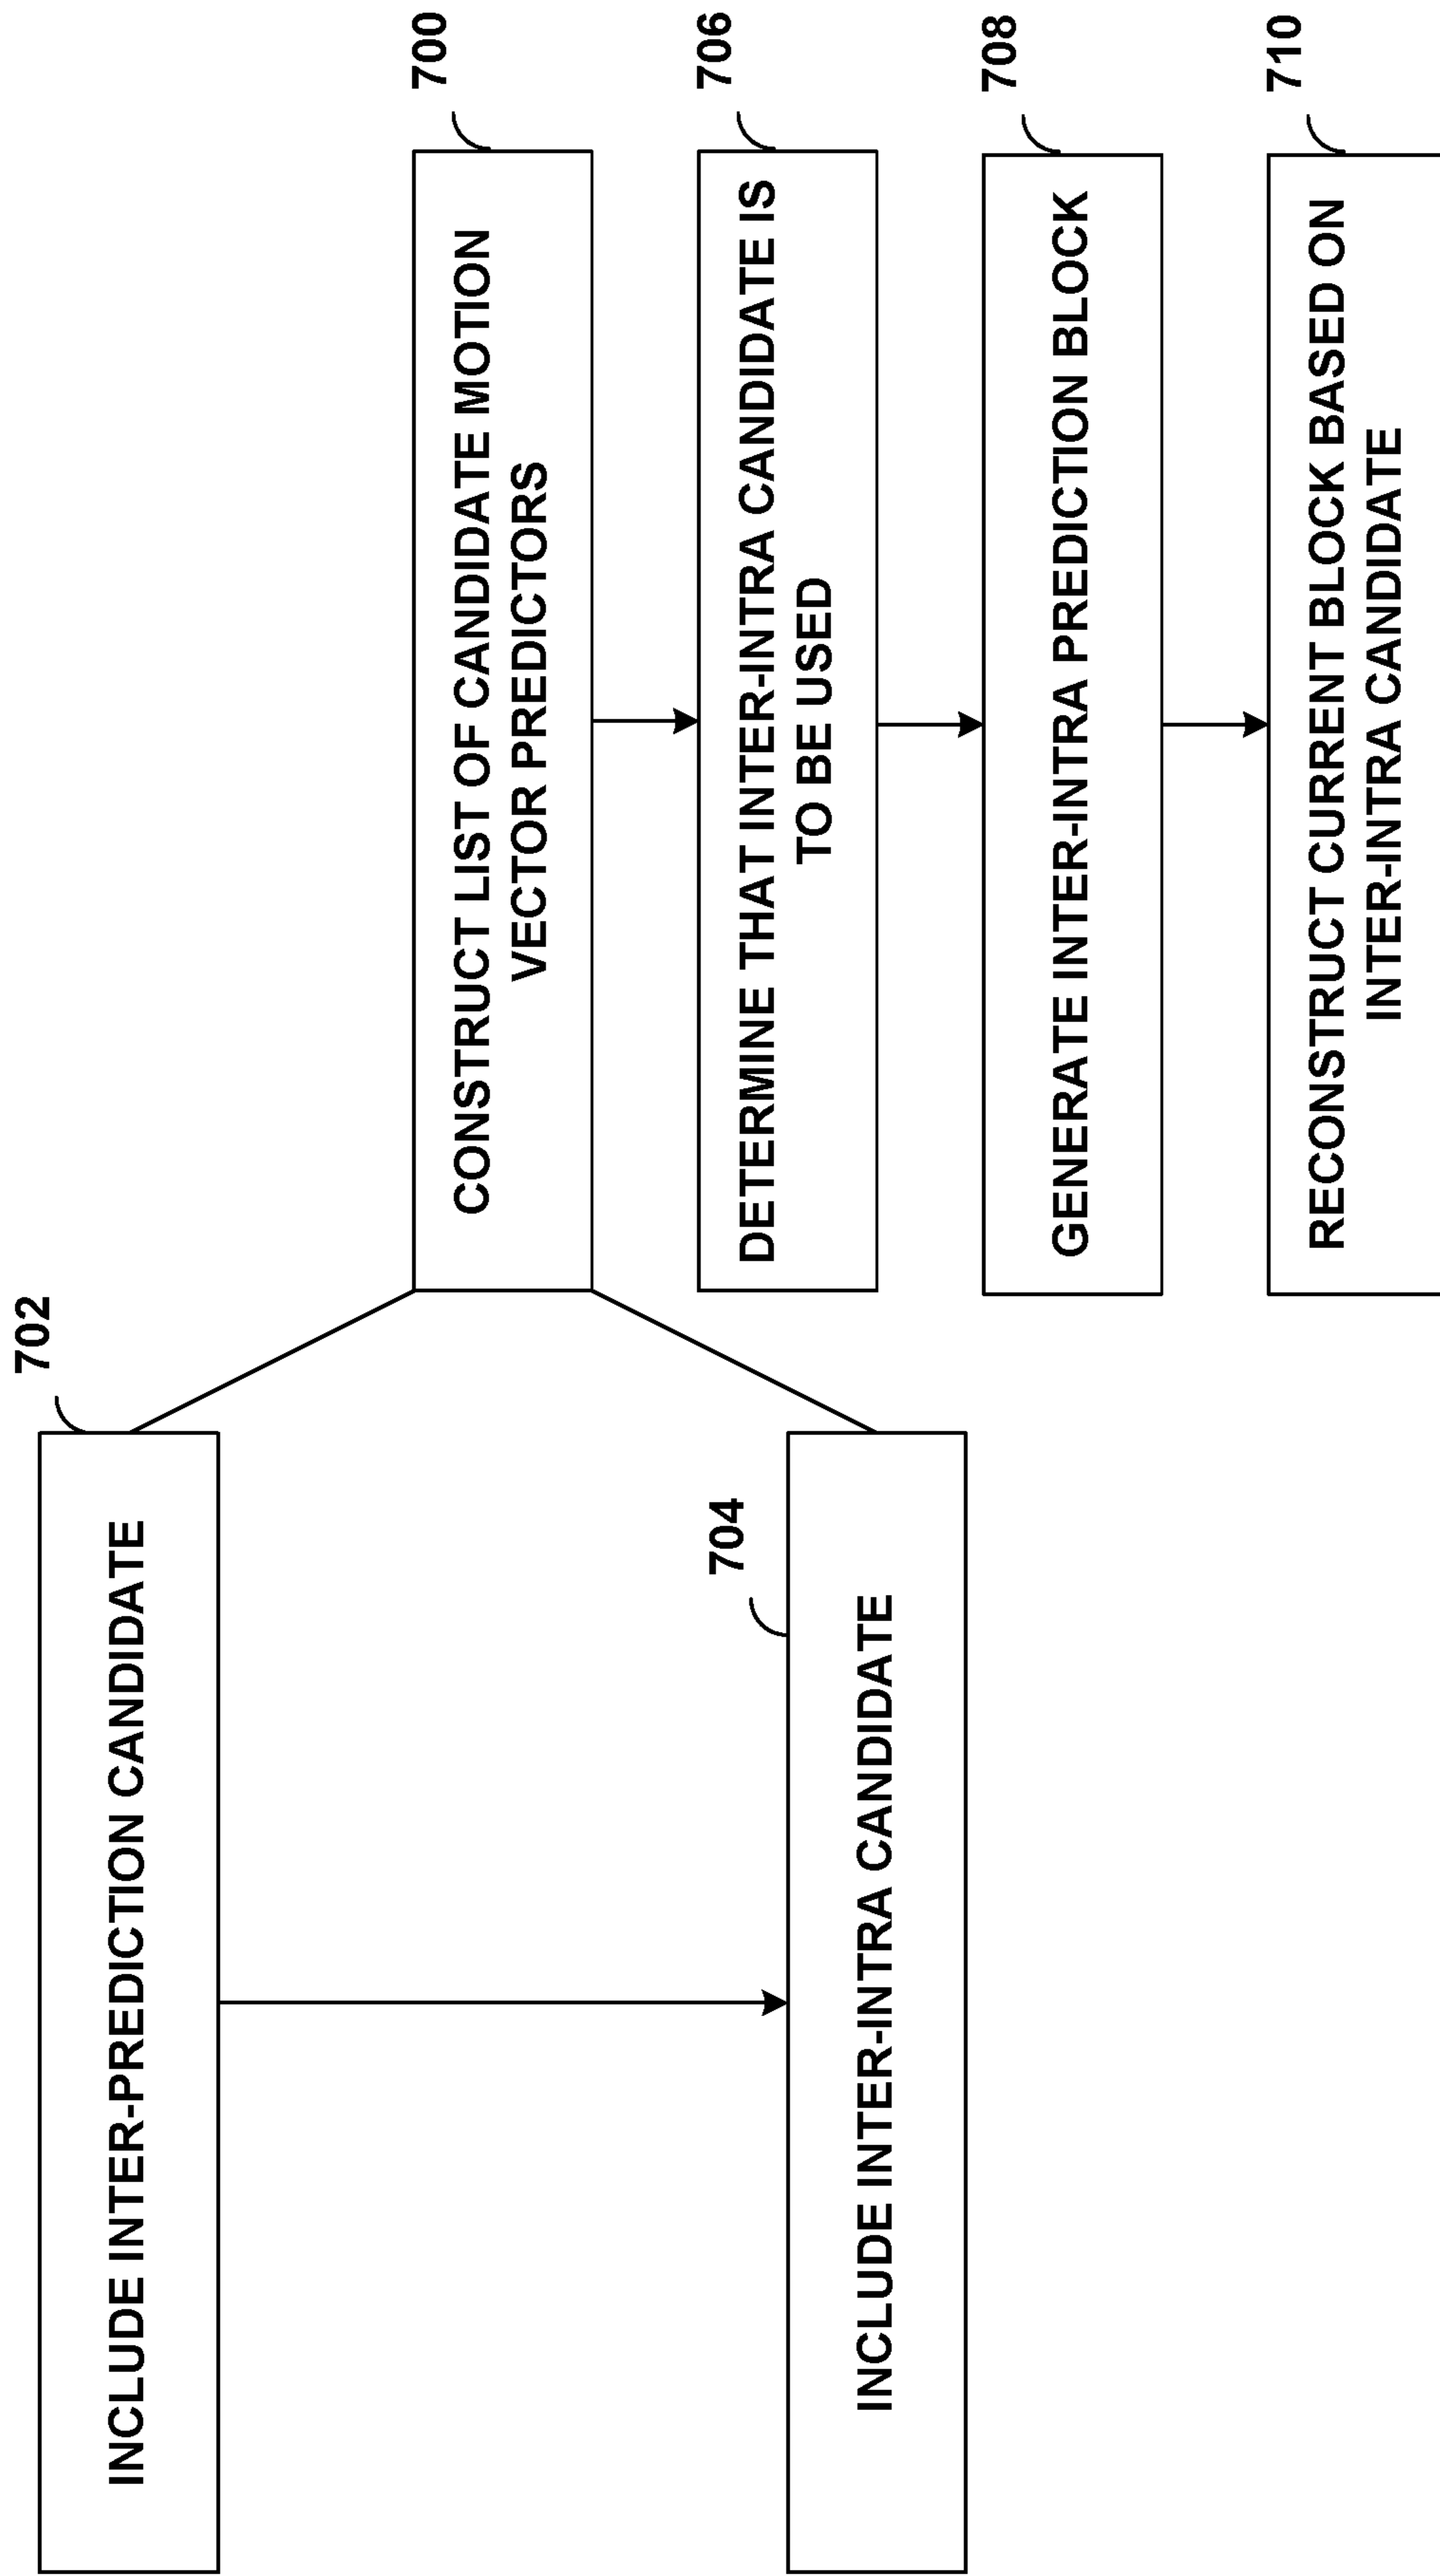 702
INCLUDE INTER-PREDICTION CANDIDATE
704
INCLUDE INTER-INTRA CANDIDATE
700
CONSTRUCT LIST OF CANDIDATE MOTION
VECTOR PREDICTORS
706
DETERMINE THAT INTER-INTRA CANDIDATE IS
TO BE USED
708
GENERATE INTER-INTRA PREDICTION BLOCK
710
RECONSTRUCT CURRENT BLOCK BASED ON
INTER-INTRA CANDIDATE